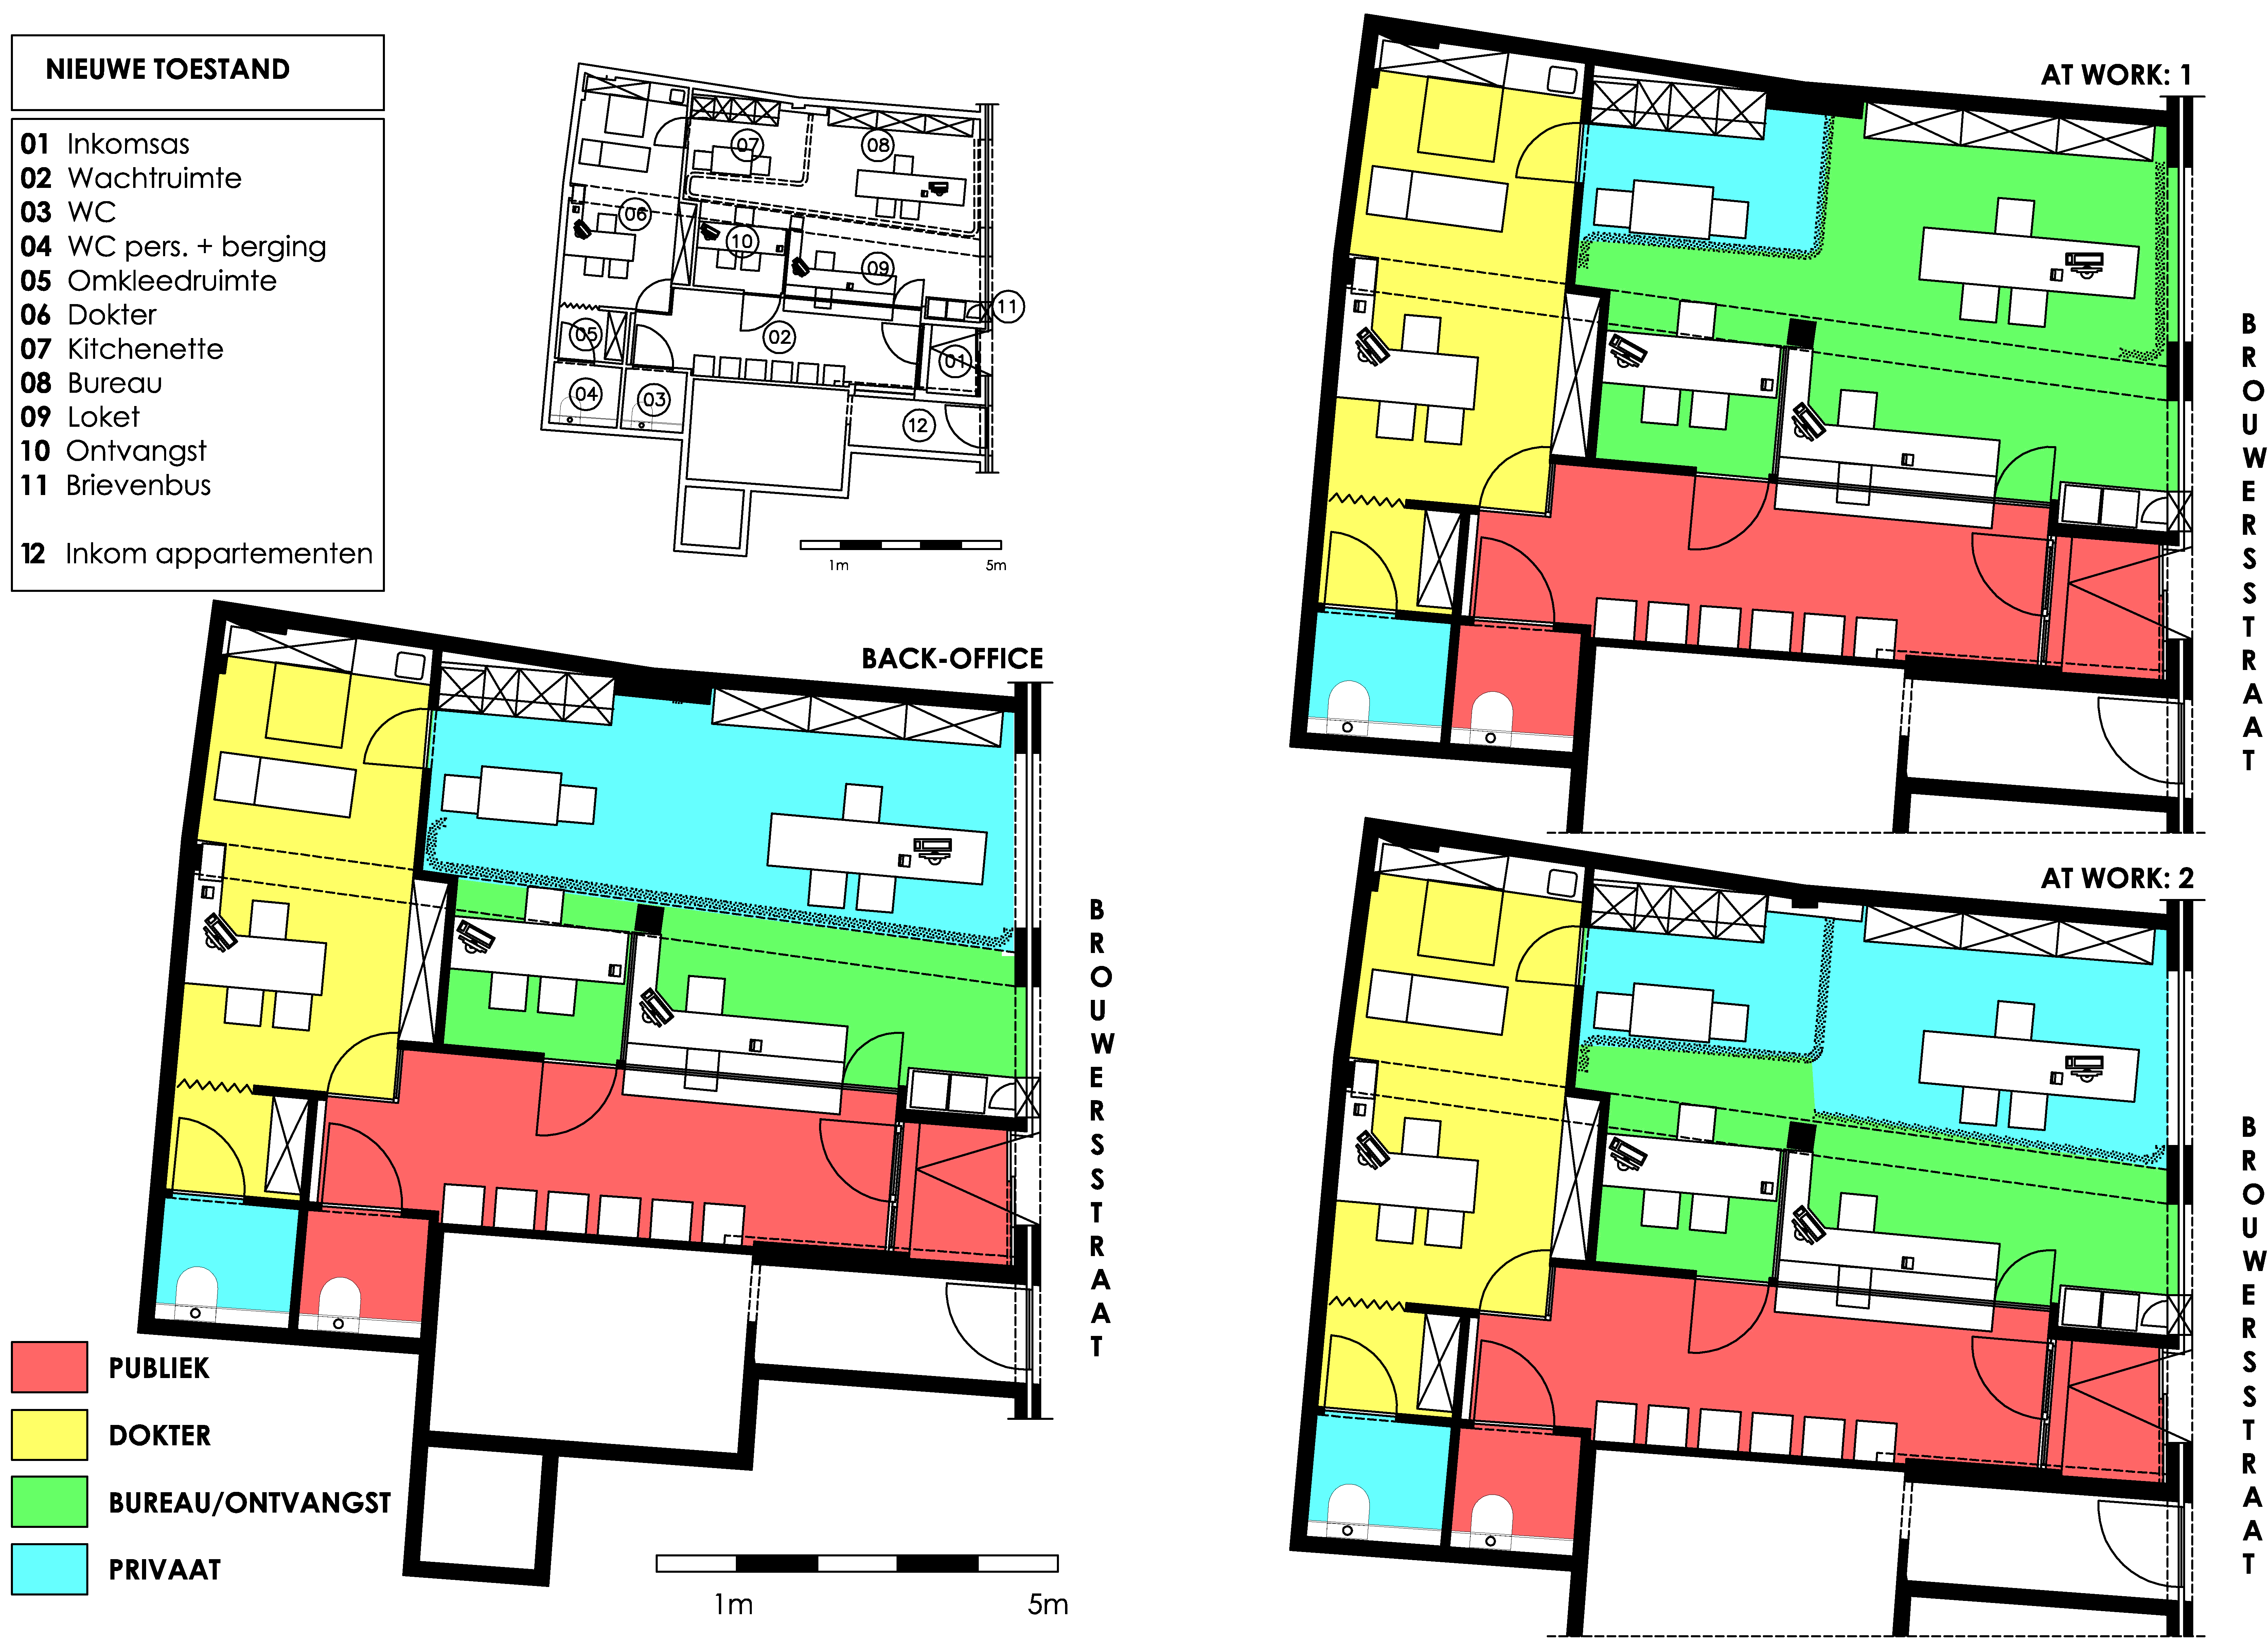 NIEUWE TOESTAND
01 Inkomsas
02 Wachtruimte
03 WC
04 WC pers. + berging
05 Omkleedruimte
06 Dokter
07 Kitchenette
08 Bureau
09 Loket
10 Ontvangst
11 Brievenbus
12 Inkom appartementen
07
08
06
10
09
11
05
02
01
04
03
12
1m
5m
AT WORK: 1
BROUWERSSTRAAT
BACK-OFFICE
BROUWERSSTRAAT
AT WORK: 2
BROUWERSSTRAAT
PUBLIEK
DOKTER
BUREAU/ONTVANGST
PRIVAAT
1m
5m